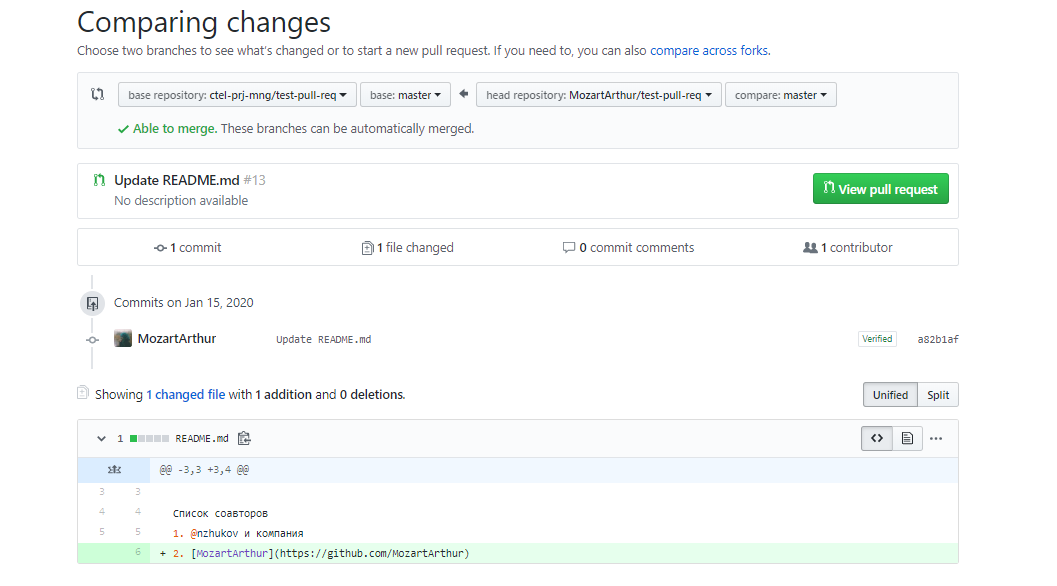 Comparing changes
Choose two branches to see what's changed or to start a new pull request. If you need to, you can also compare across forks.
base repository: ctel-prj-mng/test-pull-req base: master head repository: MozartArthur/test-pull-req compare: master
Able to merge. These branches can be automatically merged.
Update README.md #13
No description available
View pull request
1 commit 1 file changed 0 commit comments 1 contributor
Commits on Jan 15, 2020
MozartArthur Update README.md Verified a82b1af
Showing 1 changed file with 1 addition and 0 deletions.
Unified Split
1 README.md
@@ -3,3 +3,4 @@
3 3
4 4 Список соавторов
5 5 1. @nzhukov и компания
6 + 2. [MozartArthur](https://github.com/MozartArthur)